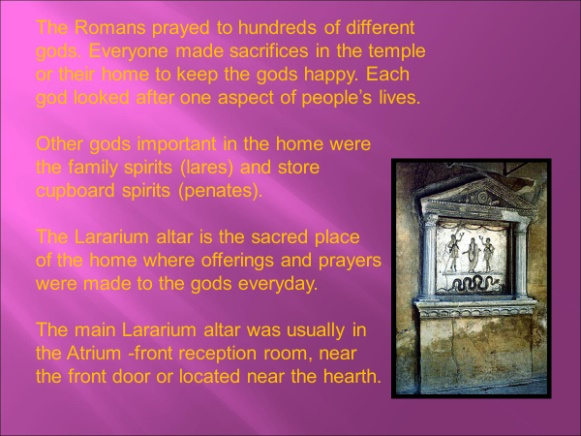 The Romans prayed to hundreds of different
gods. Everyone made sacrifices in the temple
or their home to keep the gods happy. Each
god looked after one aspect of people's lives.
Other gods important in the home were
the family spirits (lares) and store
cupboard spirits (penates).
The Lararium altar is the sacred place
of the home where offerings and prayers
were made to the gods everyday.
The main Lararium altar was usually in
the Atrium -front reception room, near
the front door or located near the hearth.